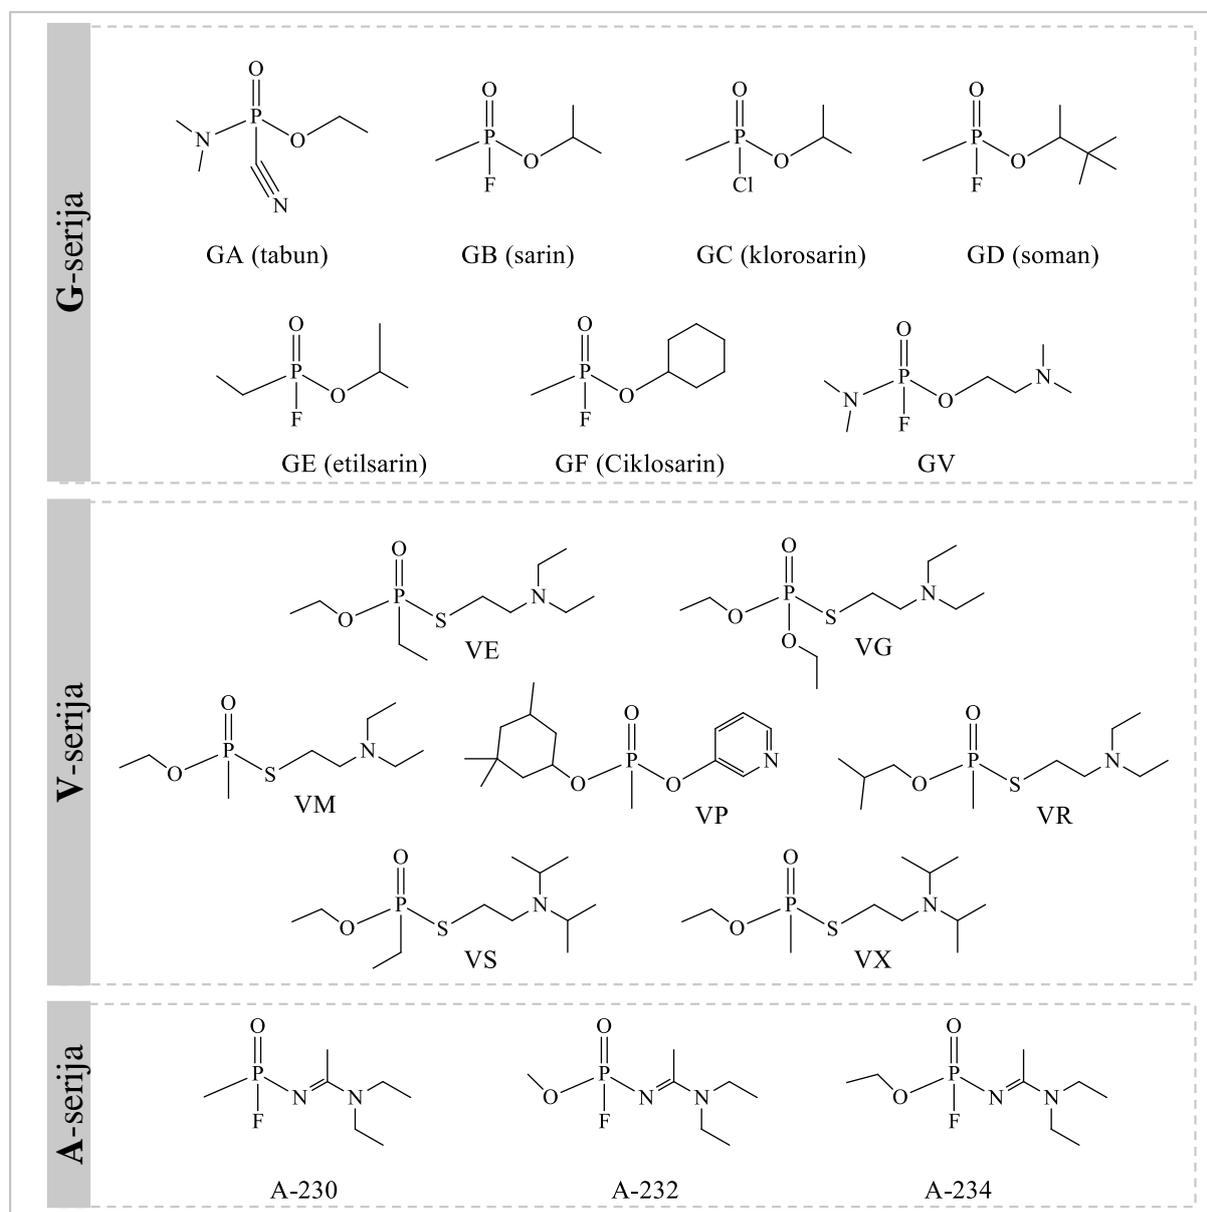 G-serija
GA (tabun)
GB (sarin)
GC (klorosarin)
GD (soman)
GE (etilsarin)
GF (Ciklosarin)
GV
V-serija
VE
VG
VM
VP
VR
VS
VX
A-serija
A-230
A-232
A-234